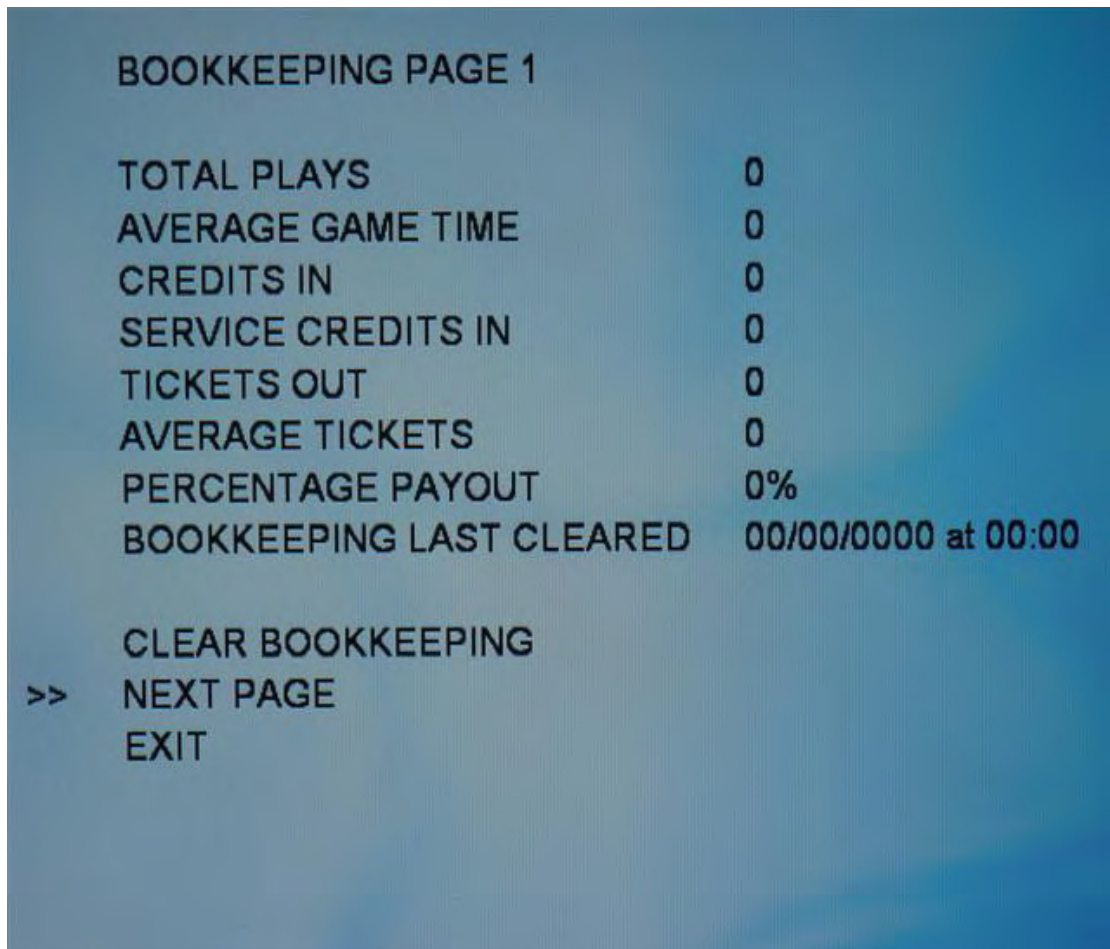 BOOKKEEPING PAGE 1
TOTAL PLAYS 0
AVERAGE GAME TIME 0
CREDITS IN 0
SERVICE CREDITS IN 0
TICKETS OUT 0
AVERAGE TICKETS 0
PERCENTAGE PAYOUT 0%
BOOKKEEPING LAST CLEARED 00/00/0000 at 00:00
CLEAR BOOKKEEPING
>> NEXT PAGE
EXIT